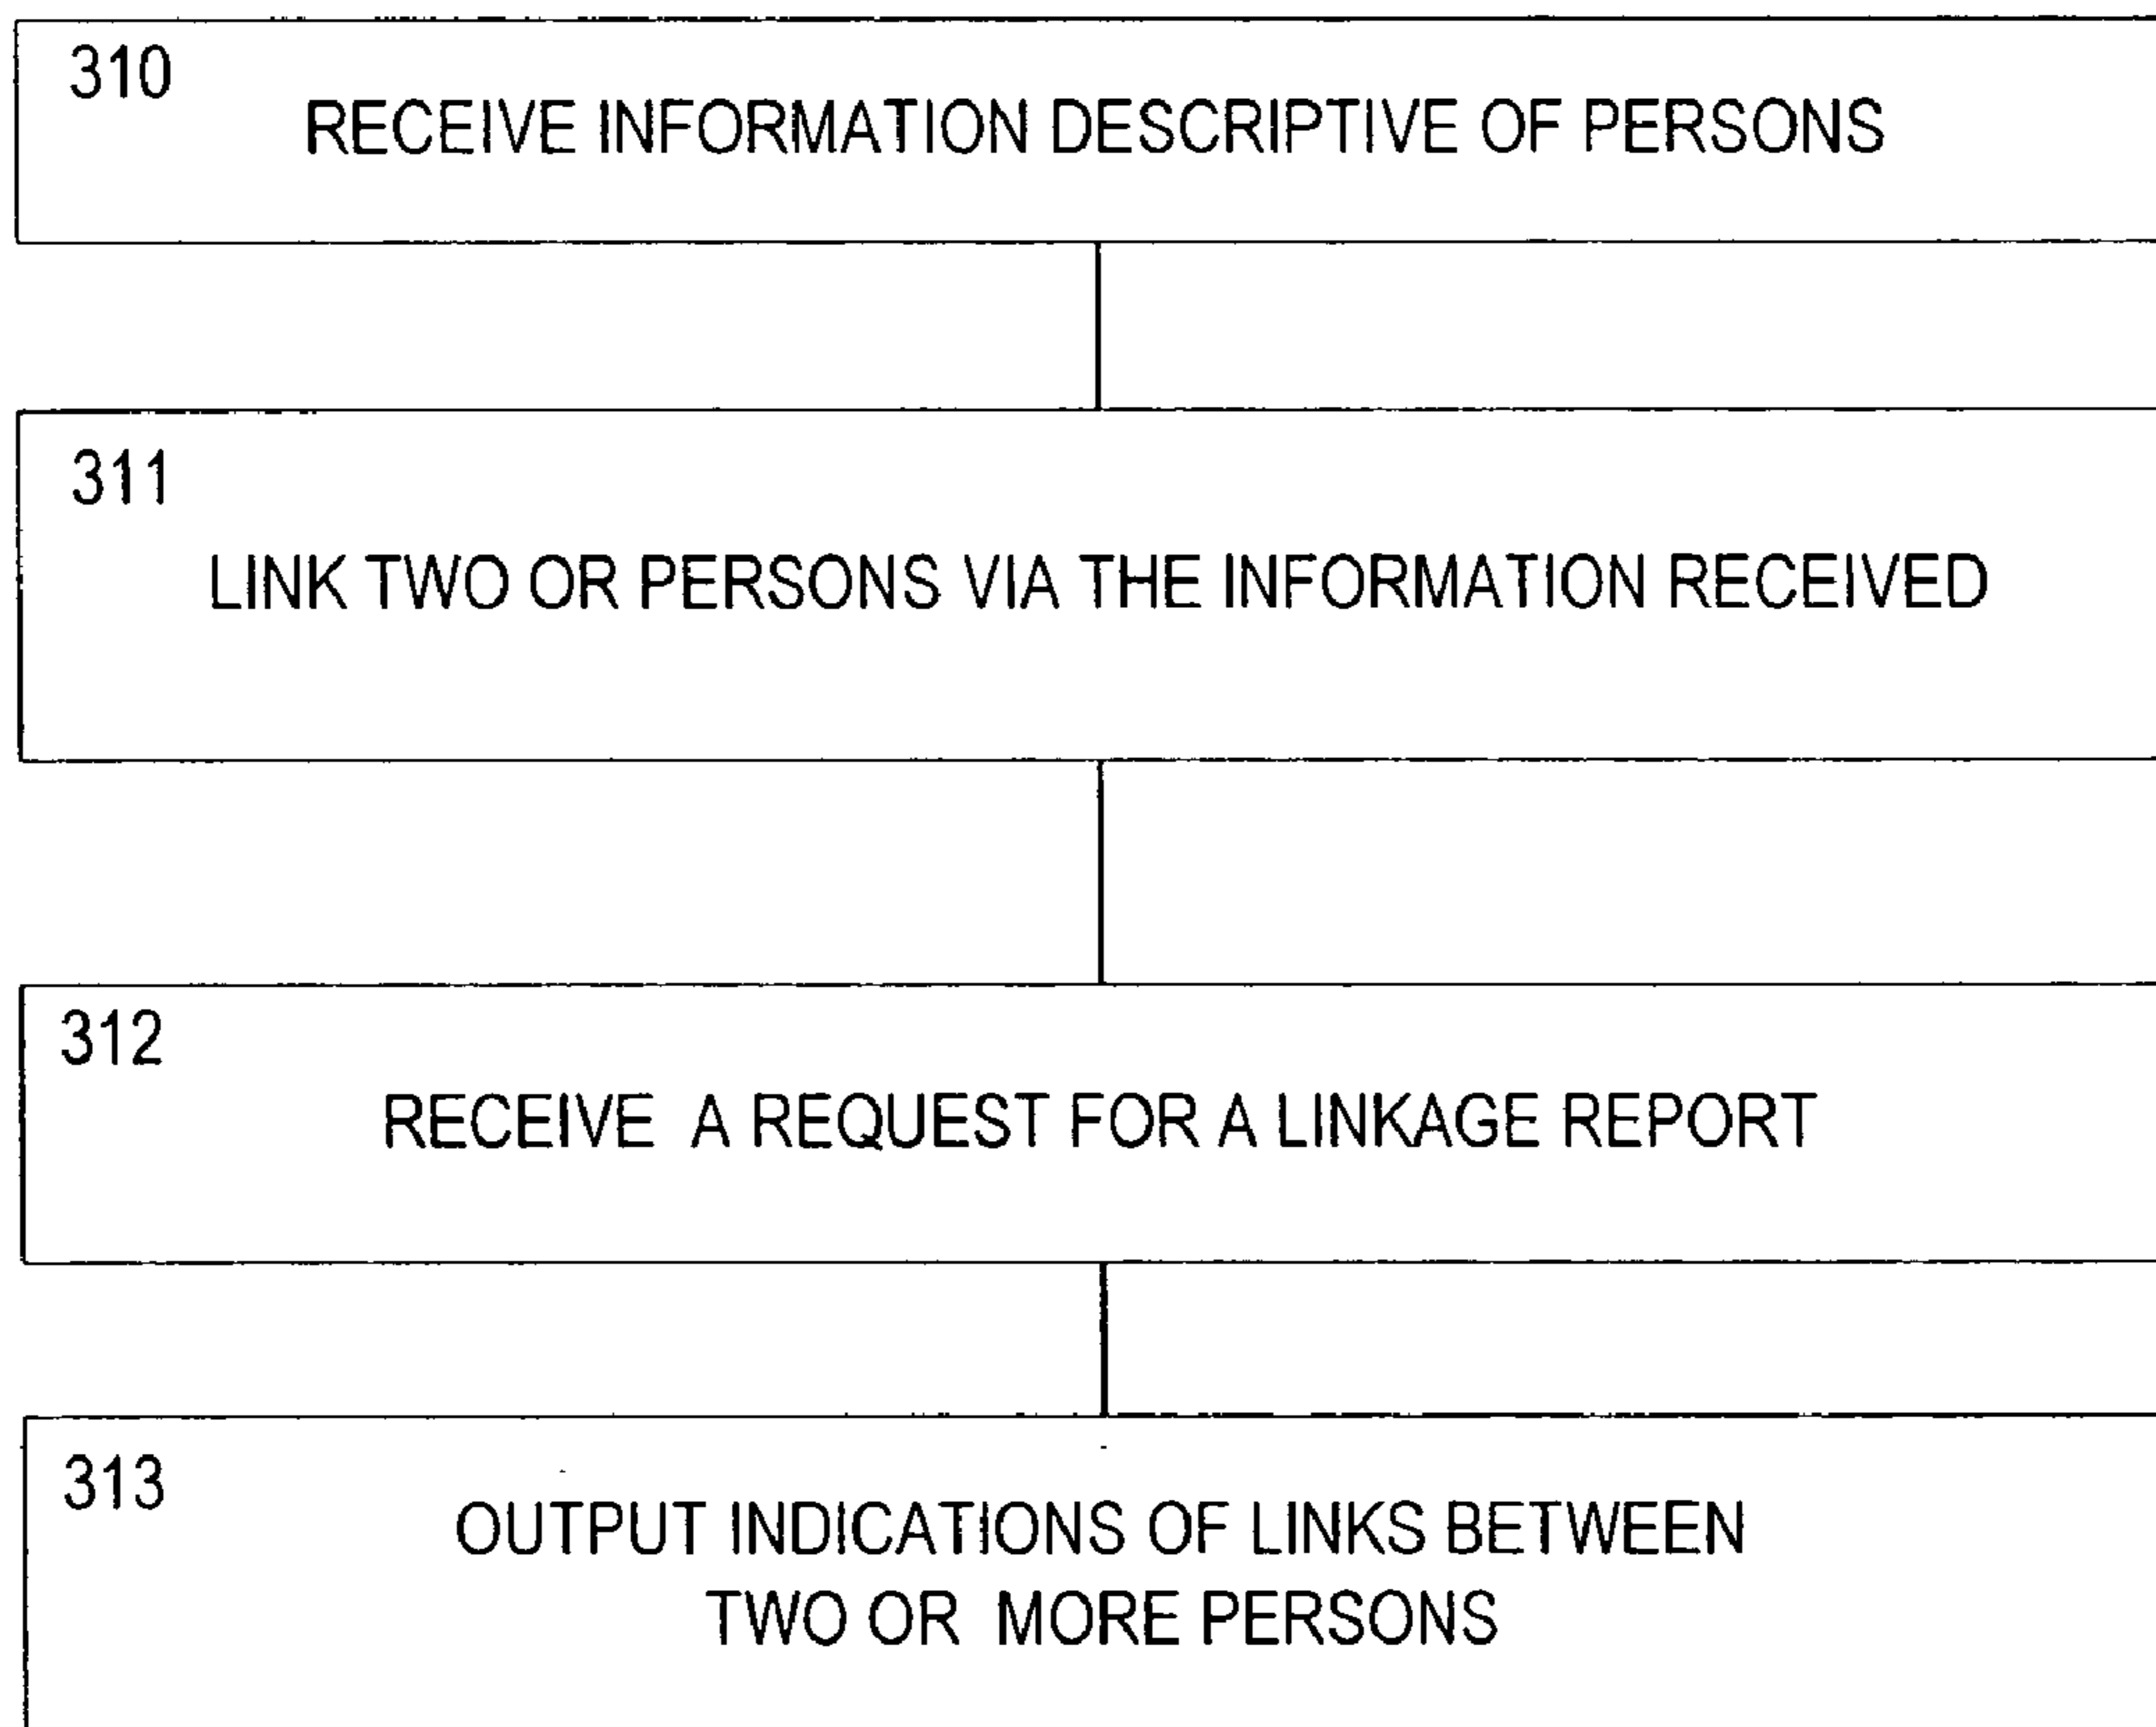 310
RECEIVE INFORMATION DESCRIPTIVE OF PERSONS
311
LINK TWO OR PERSONS VIA THE INFORMATION RECEIVED
312
RECEIVE A REQUEST FOR A LINKAGE REPORT
313
OUTPUT INDICATIONS OF LINKS BETWEEN
TWO OR MORE PERSONS